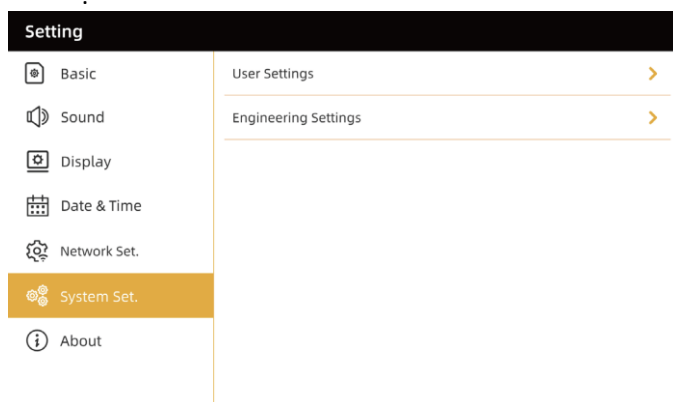 Setting
Basic
Sound
Display
Date & Time
Network Set.
System Set.
About
User Settings
Engineering Settings